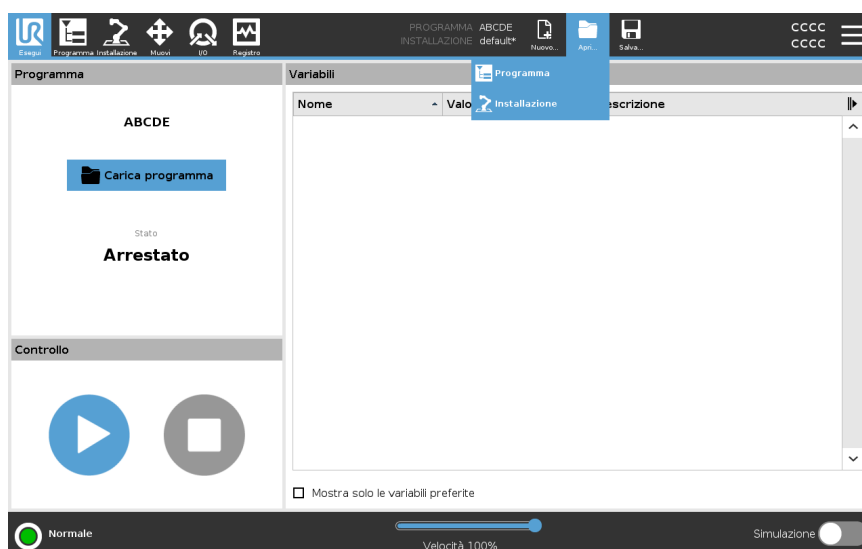 PROGRAMMA ABCDE
INSTALLAZIONE default*
Esegui Programma Installazione Muovi I/O Registro
Nuovo... Apri... Salva...
CCCC
CCCC
Programma
Installazione
Programma
ABCDE
Carica programma
Stato
Arrestato
Controllo
Variabili
Nome Valo escrizione
Mostra solo le variabili preferite
Normale
Velocità 100%
Simulazione